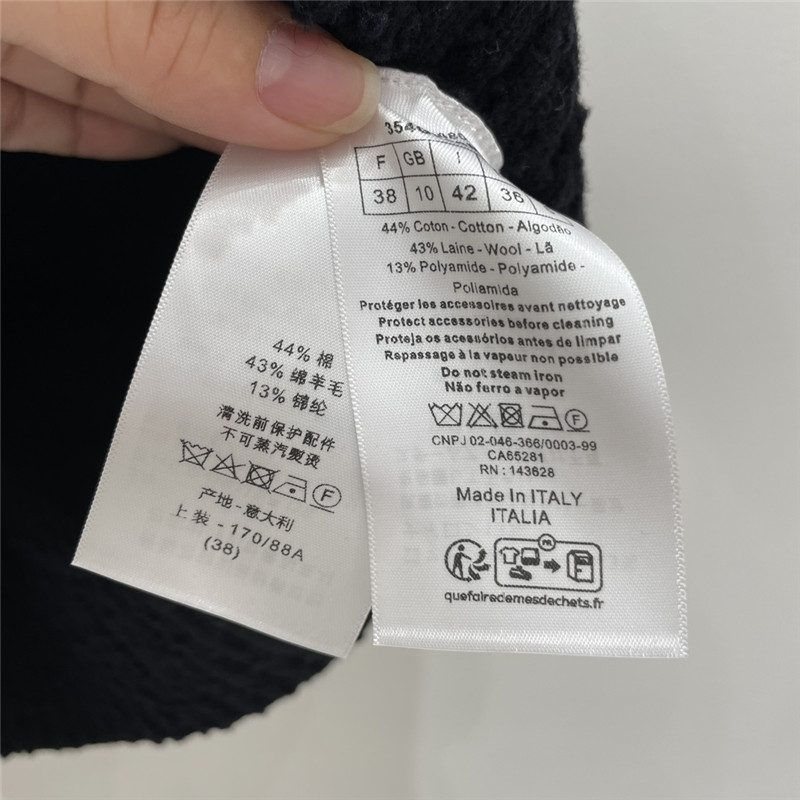 44% 棉
43% 绵羊毛
13% 锦纶
清洗前保护配件
不可蒸汽熨烫
F
产地-意大利
上装 - 170/88A
(38)
F GB I
38 10 42 36
44% Coton - Cotton - Algodão
43% Laine - Wool - Lã
13% Polyamide - Polyamide -
Poliamida
Protéger les accessoires avant nettoyage
Protect accessories before cleaning
Proteja os acessórios antes de limpar
Repassage à la vapeur non possible
Do not steam iron
Não ferro a vapor
F
CNPJ 02-046-366/0003-99
CA65281
RN : 143628
Made in ITALY
ITALIA
FR
quefairedemesdechets.fr